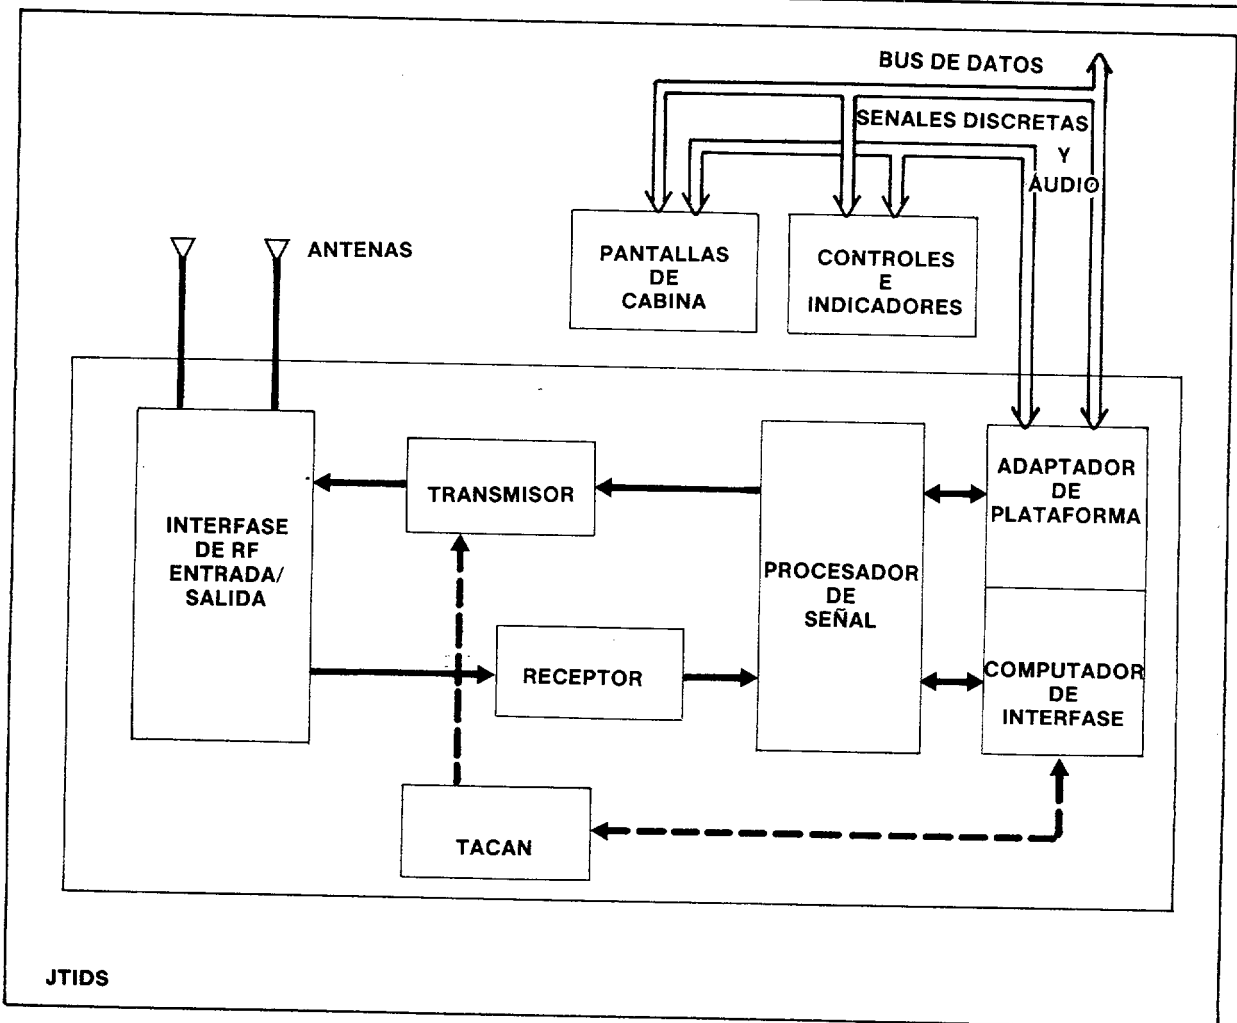 BUS DE DATOS
SENALES DISCRETAS
Y
AUDIO
ANTENAS
PANTALLAS
DE
CABINA
CONTROLES
E
INDICADORES
INTERFASE
DE RF
ENTRADA/
SALIDA
TRANSMISOR
RECEPTOR
TACAN
PROCESADOR
DE
SEÑAL
ADAPTADOR
DE
PLATAFORMA
COMPUTADOR
DE
INTERFASE
JTIDS